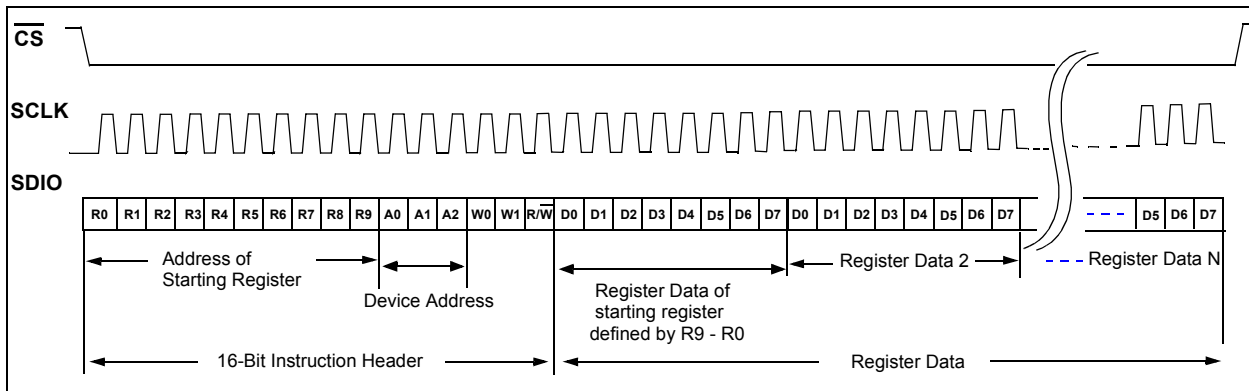 CS
SCLK
SDIO
R0 R1 R2 R3 R4 R5 R6 R7 R8 R9 A0 A1 A2 W0 W1 R/W D0 D1 D2 D3 D4 D5 D6 D7 D0 D1 D2 D3 D4 D5 D6 D7 D5 D6 D7
Address of
Starting Register
Device Address
Register Data of
starting register
defined by R9 - R0
Register Data 2
Register Data N
16-Bit Instruction Header
Register Data